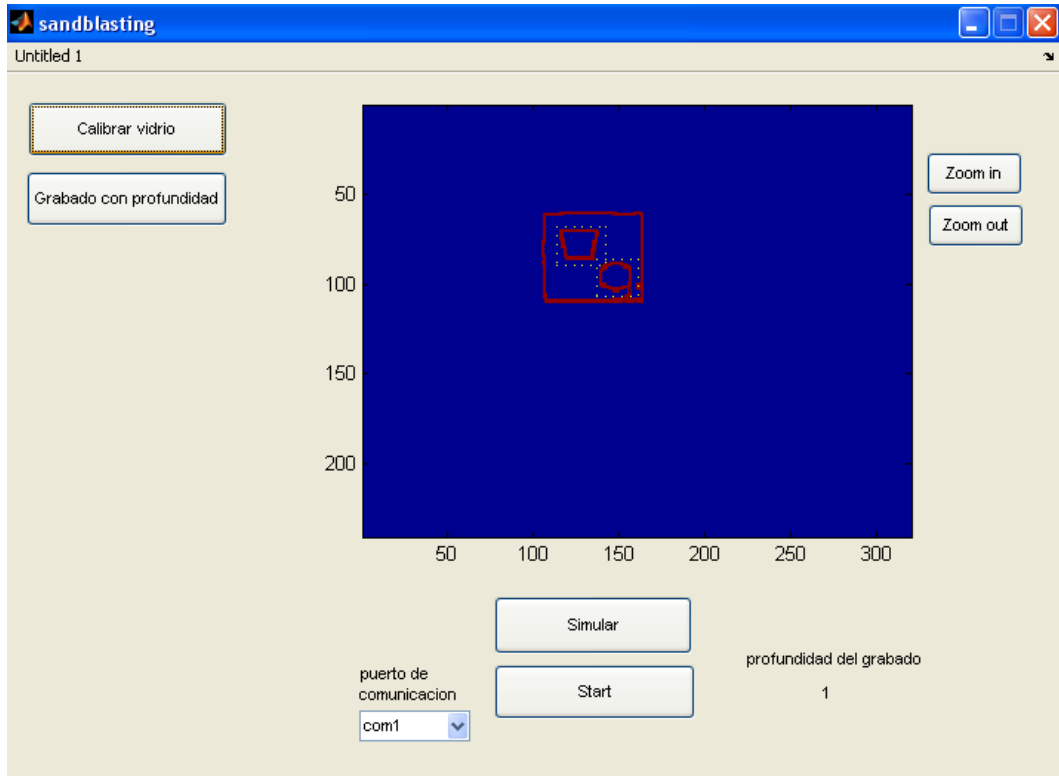 sandblasting
Untitled 1
Calibrar vidrio
Grabado con profundidad
50
100
150
200
50
100
150
200
250
300
Zoom in
Zoom out
Simular
Start
puerto de
comunicacion
com1
profundidad del grabado
1